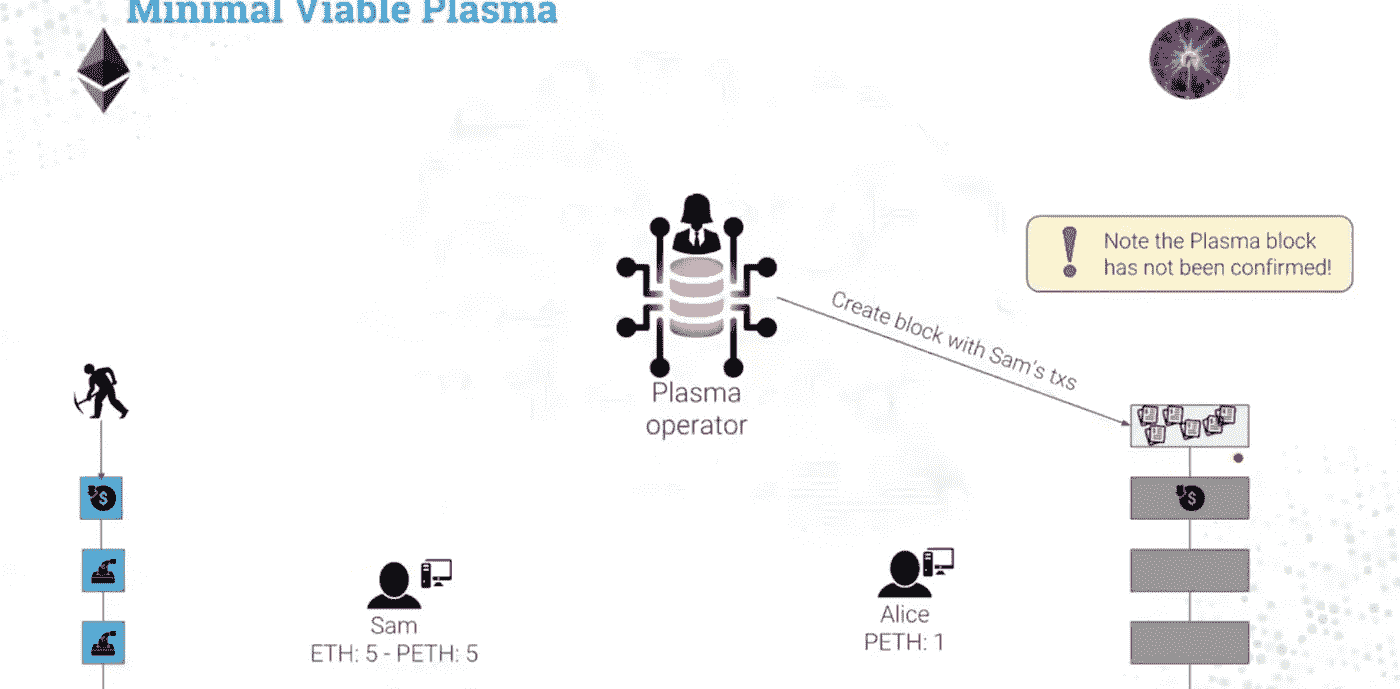 Minimal Viable Plasma
Note the Plasma block
has not been confirmed!
Create block with Sam's txs
Plasma
operator
Sam
ETH: 5 - PETH: 5
Alice
PETH: 1